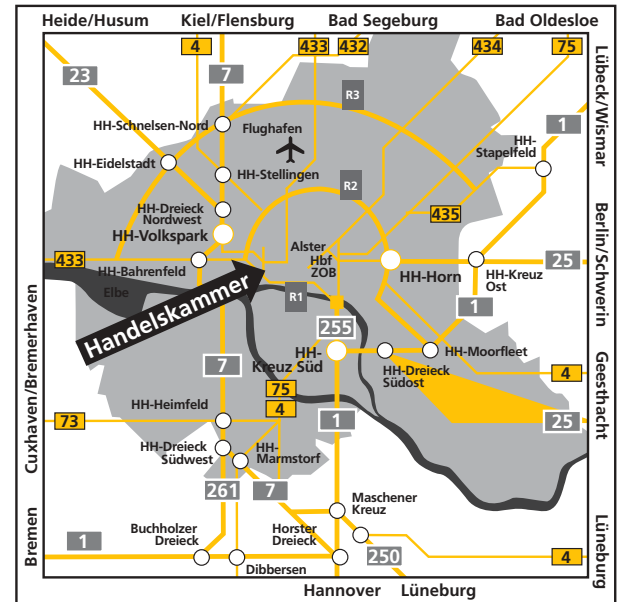 Heide/Husum
Kiel/Flensburg
Bad Segeburg
Bad Oldesloe
4
433
432
434
75
23
7
R3
1
Lübeck/Wismar
HH-Schnelsen-Nord
Flughafen
HH-
Stapelfeld
HH-Eidelstadt
HH-Stellingen
R2
HH-Dreieck
Nordwest
435
HH-Volkspark
Alster
Hbf
ZOB
433
25
Berlin/Schwerin
HH-Bahrenfeld
HH-Horn
HH-Kreuz
Ost
Elbe
R1
Handelskammer
1
255
HH-
Kreuz Süd
HH-Moorfleet
7
HH-Dreieck
Südost
4
Geesthacht
75
4
HH-Heimfeld
73
1
25
Cuxhaven/Bremerhaven
HH-Dreieck
Südwest
HH-
Marmstorf
261
7
Maschener
Kreuz
Bremen
1
Buchholzer
Dreieck
Horster
Dreieck
250
4
Lüneburg
Dibbersen
Hannover
Lüneburg